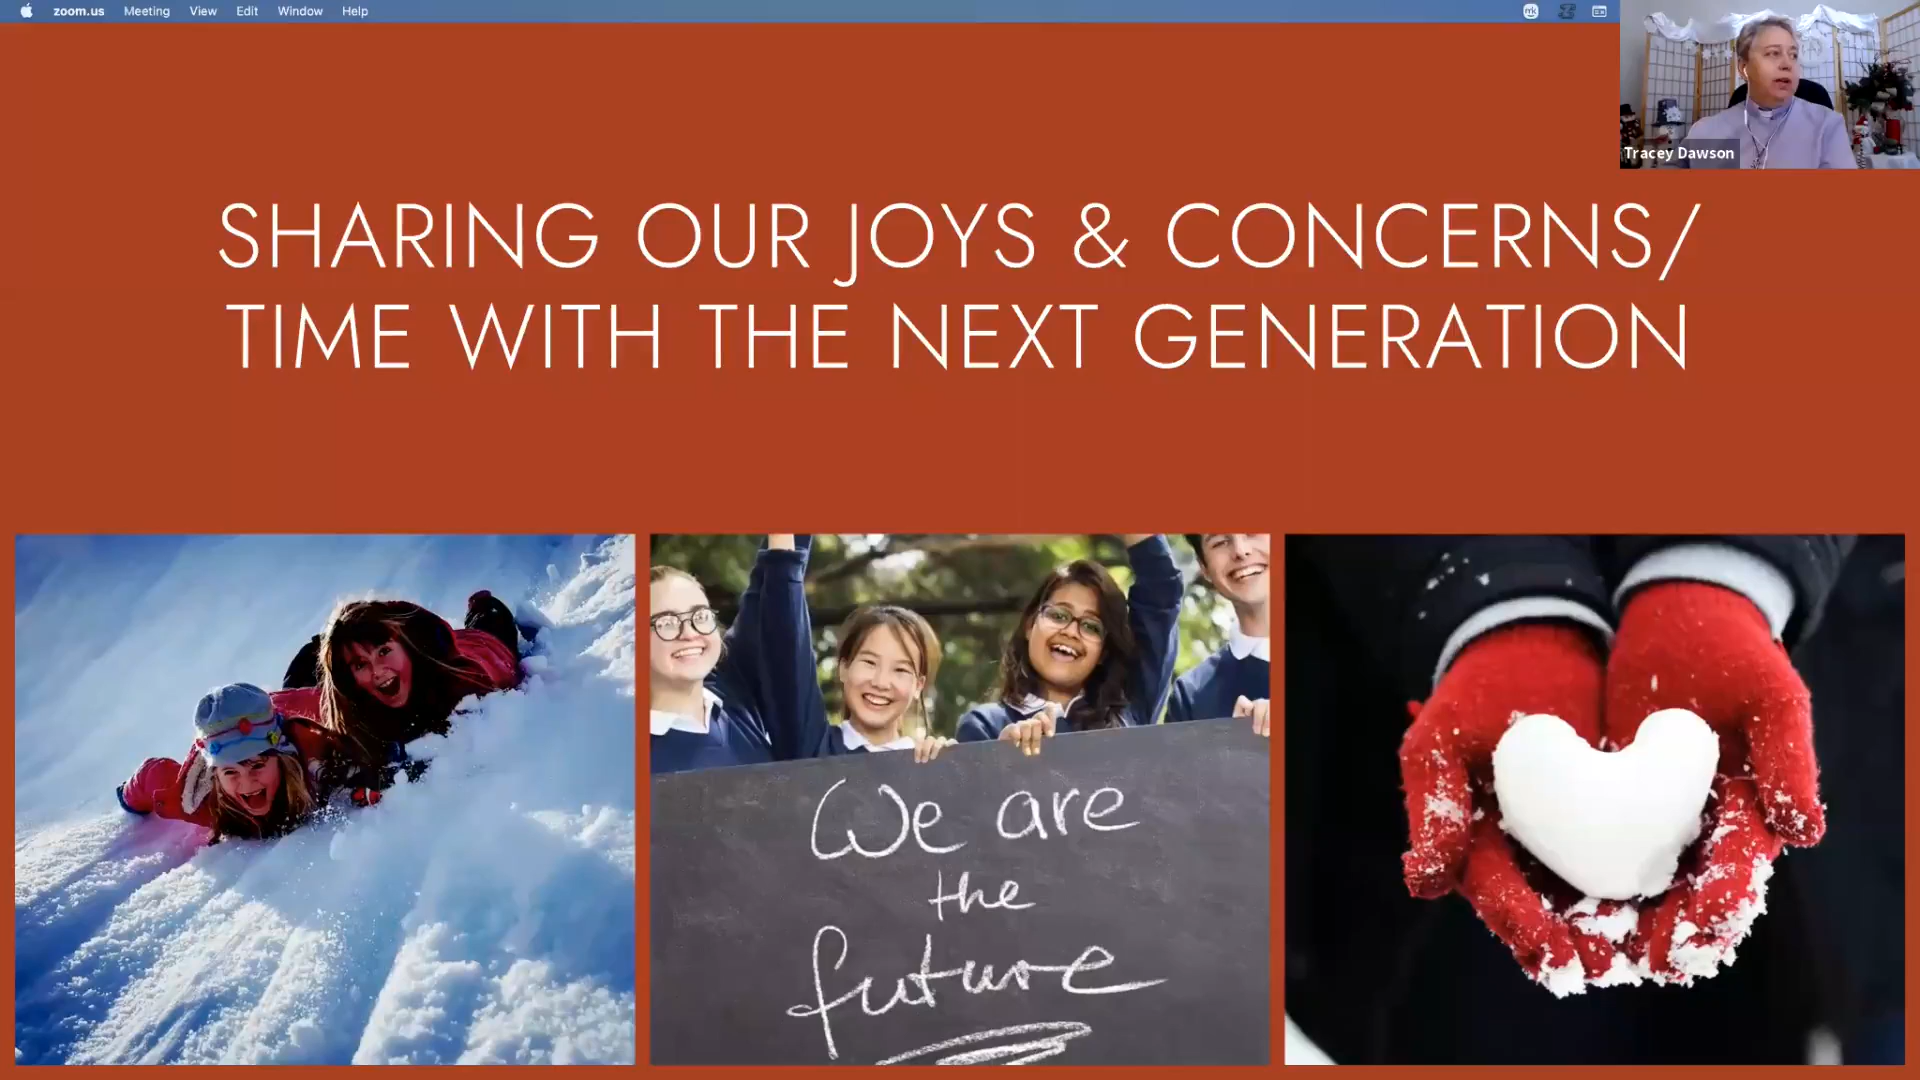 zoom.us Meeting View Edit Window Help
Tracey Dawson
SHARING OUR JOYS & CONCERNS/
TIME WITH THE NEXT GENERATION
We are
the
future